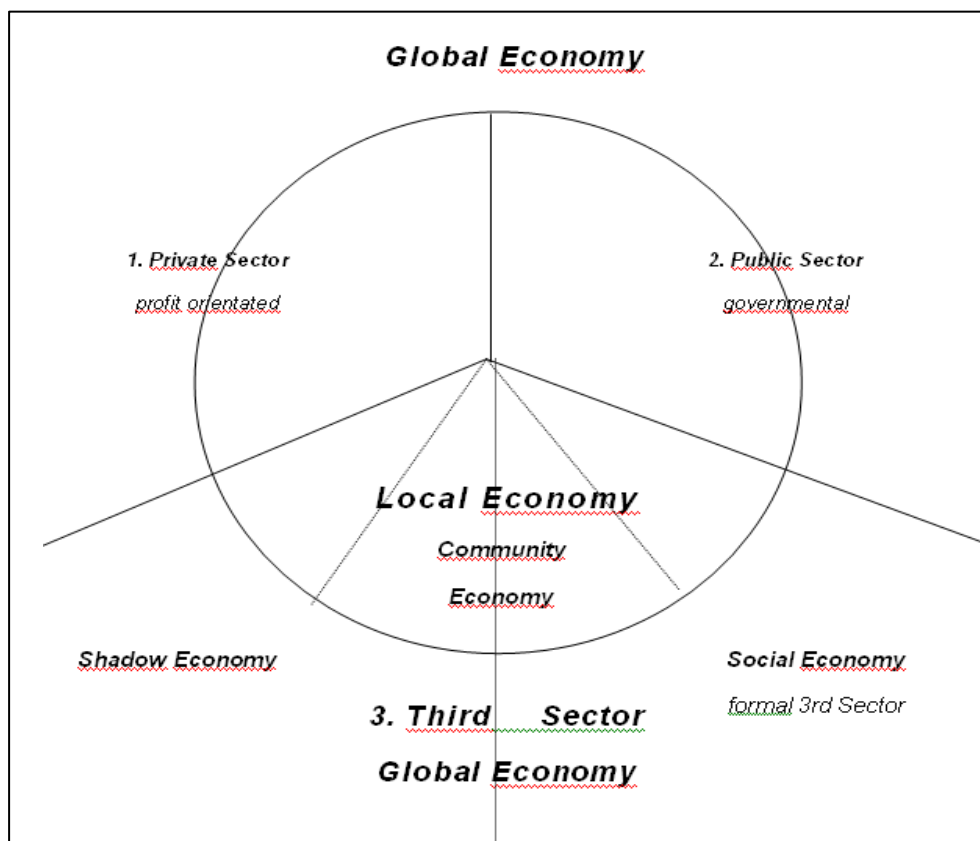 Global Economy
1. Private Sector
profit orientated
2. Public Sector
governmental
Local Economy
Community
Economy
Shadow Economy
Social Economy
formal 3rd Sector
3. Third Sector
Global Economy